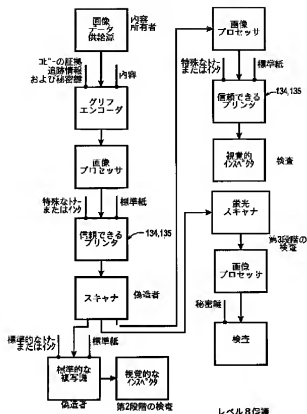 画像
データ
供給源
内容
所有者
コピーの証拠
追跡情報
および秘密鍵
内容
グリフ
エンコーダ
画像
プロセッサ
特殊なトナー
またはインク
標準紙
信頼できる
プリンタ
134,135
スキャナ
偽造者
標準的なトナー
またはインク
標準紙
標準的な
複写機
偽造者
視覚的な
インスペクタ
第2段階の検査
画像
プロセッサ
特殊なトナー
またはインク
標準紙
信頼できる
プリンタ
134,135
視覚的
インスペクタ
検査
蛍光
スキャナ
第3段階の
検査
画位
プロセッサ
秘密鍵
検査
レベル8保護